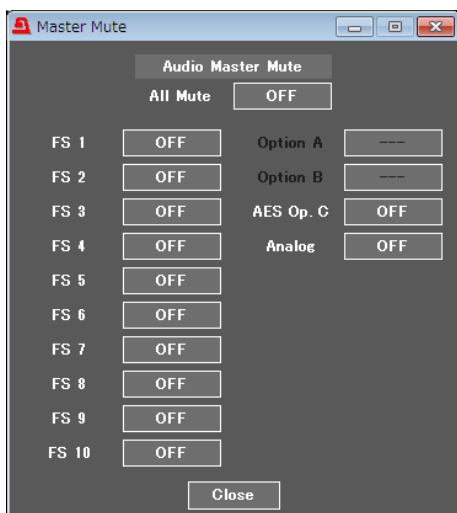 Master Mute
Audio Master Mute
All Mute OFF
FS 1 OFF Option A ---
FS 2 OFF Option B ---
FS 3 OFF AES Op. C OFF
FS 4 OFF Analog OFF
FS 5 OFF
FS 6 OFF
FS 7 OFF
FS 8 OFF
FS 9 OFF
FS 10 OFF
Close